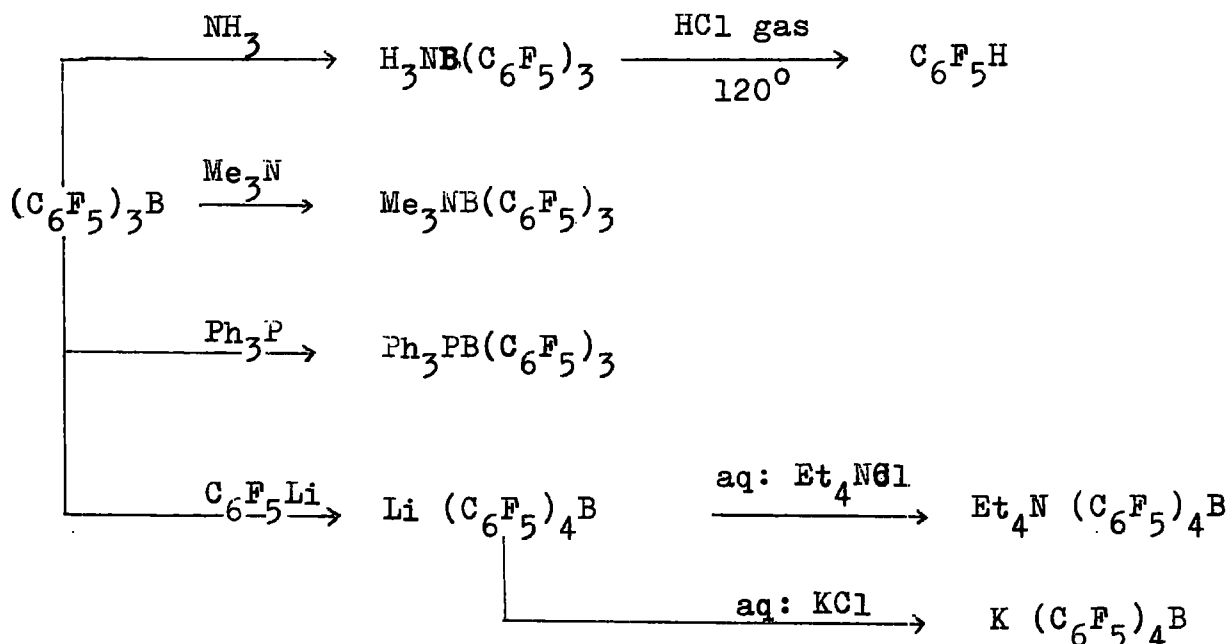 NH₃ HCl gas
H₃NB(C₆F₅)₃ C₆F₅H
120°
Me₃N
(C₆F₅)₃B Me₃NB(C₆F₅)₃
Ph₃P
Ph₃PB(C₆F₅)₃
C₆F₅Li aq: Et₄NCl
Li (C₆F₅)₄B Et₄N (C₆F₅)₄B
aq: KCl
K (C₆F₅)₄B